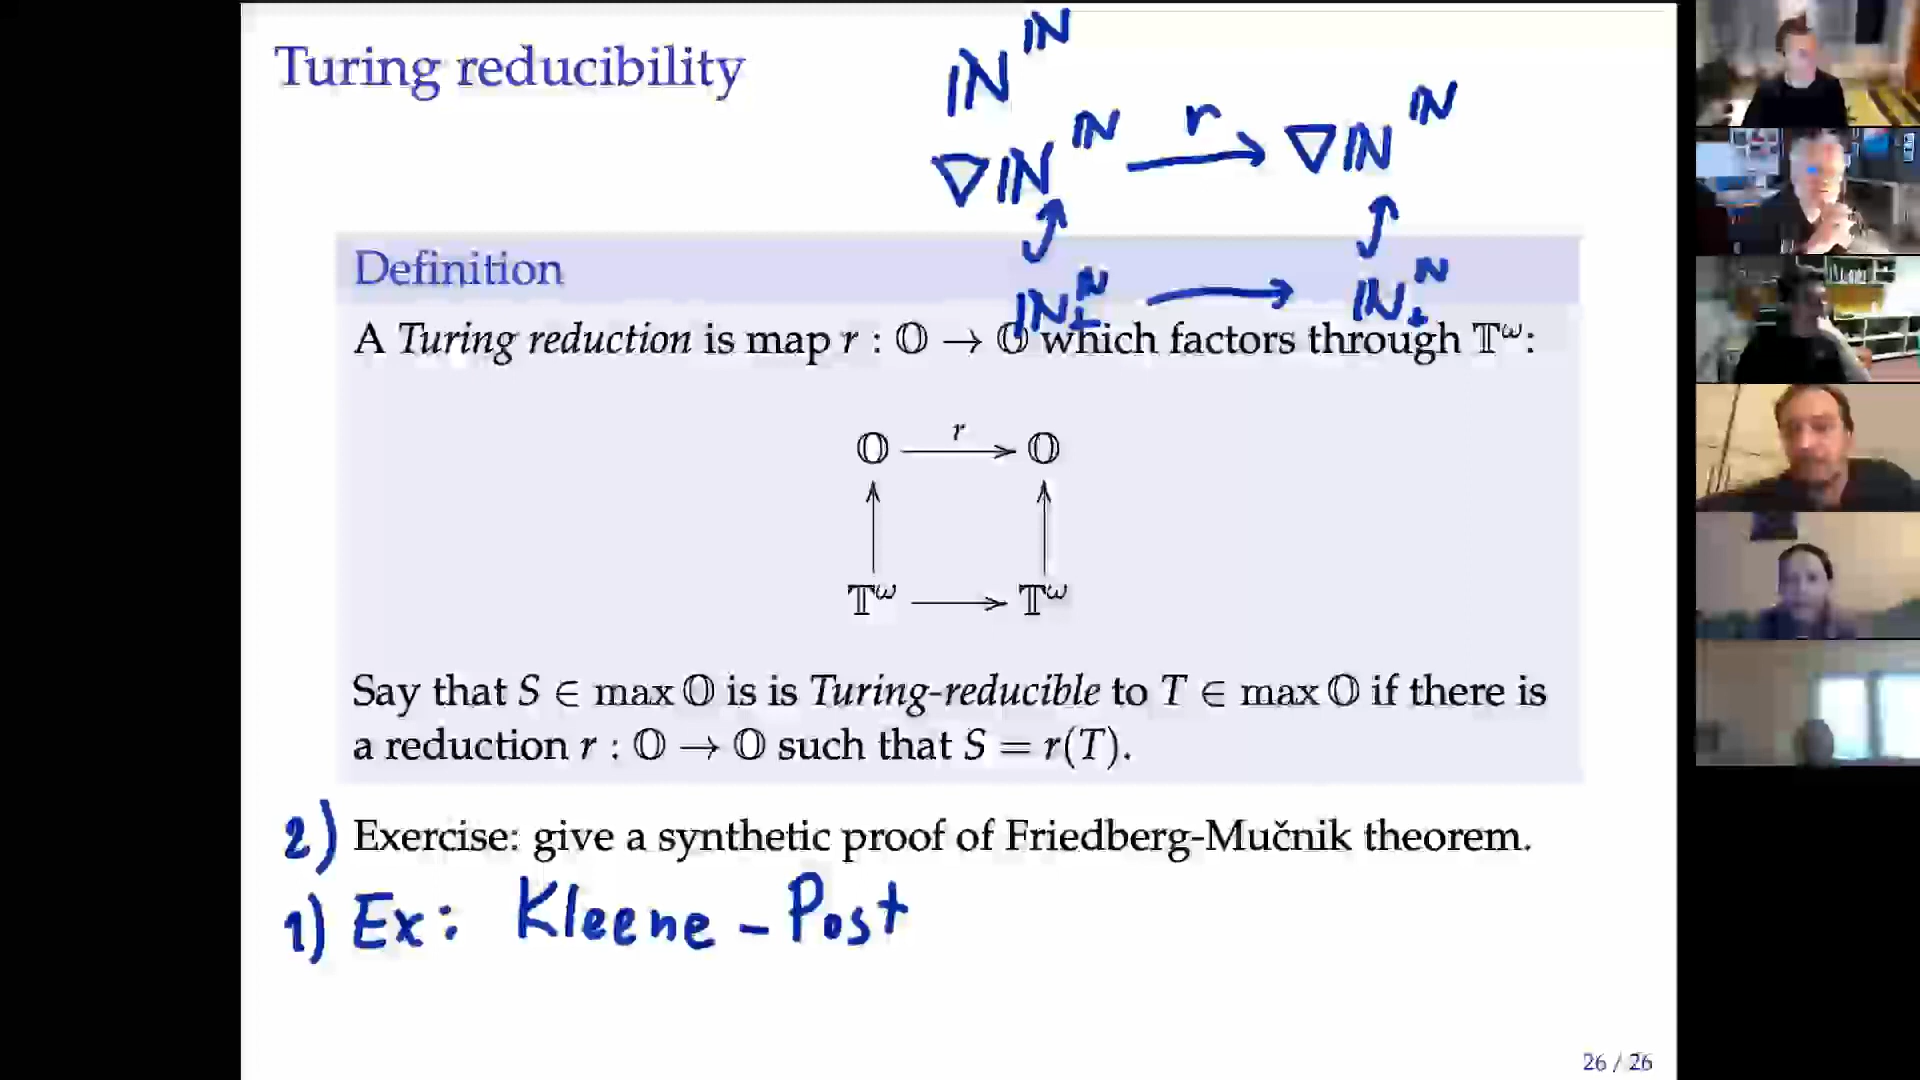 Turing reducibility
ℕ^ℕ
∇ℕ^ℕ r→ ∇ℕ^ℕ
ℕ⊥^ℕ → ℕ⊥^ℕ
Definition
A Turing reduction is map r : 𝕆 → 𝕆 which factors through 𝕋^ω:
𝕆 r→ 𝕆
𝕋^ω → 𝕋^ω
Say that S ∈ max 𝕆 is is Turing-reducible to T ∈ max 𝕆 if there is
a reduction r : 𝕆 → 𝕆 such that S = r(T).
2) Exercise: give a synthetic proof of Friedberg-Mučnik theorem.
1) Ex: Kleene - Post
26 / 26